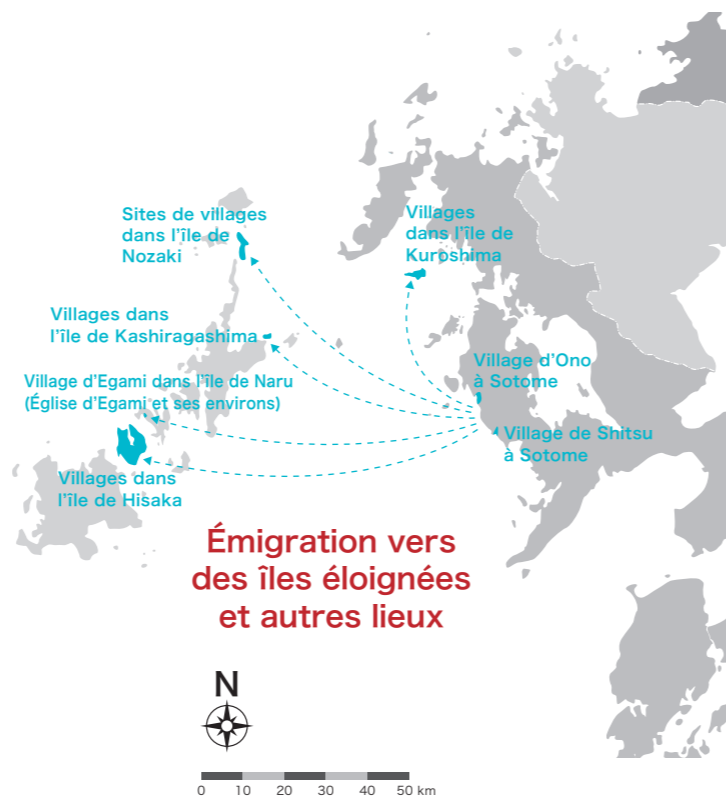 Sites de villages
dans l'île de
Nozaki
Villages
dans l'île de
Kuroshima
Villages dans
l'île de Kashiragashima
Village d'Ono
à Sotome
Village d'Egami dans l'île de Naru
(Église d'Egami et ses environs)
Village de Shitsu
à Sotome
Villages dans
l'île de Hisaka
Émigration vers
des îles éloignées
et autres lieux
N
0 10 20 30 40 50 km